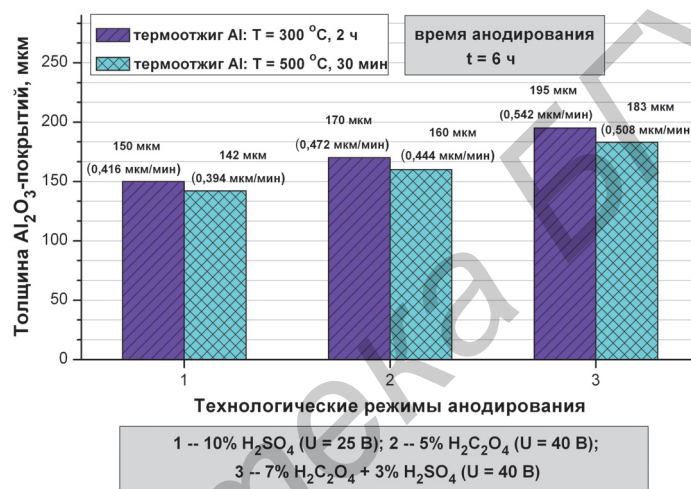 термоотжиг Al: T = 300 °C, 2 ч
термоотжиг Al: T = 500 °C, 30 мин
время анодирования
t = 6 ч
Толщина Al₂O₃-покрытий, мкм
250
200
150
100
50
0
150 мкм
(0,416 мкм/мин)
142 мкм
(0,394 мкм/мин)
170 мкм
(0,472 мкм/мин)
160 мкм
(0,444 мкм/мин)
195 мкм
(0,542 мкм/мин)
183 мкм
(0,508 мкм/мин)
1 2 3
Технологические режимы анодирования
1 -- 10% H₂SO₄ (U = 25 В); 2 -- 5% H₂C₂O₄ (U = 40 В);
3 -- 7% H₂C₂O₄ + 3% H₂SO₄ (U = 40 В)